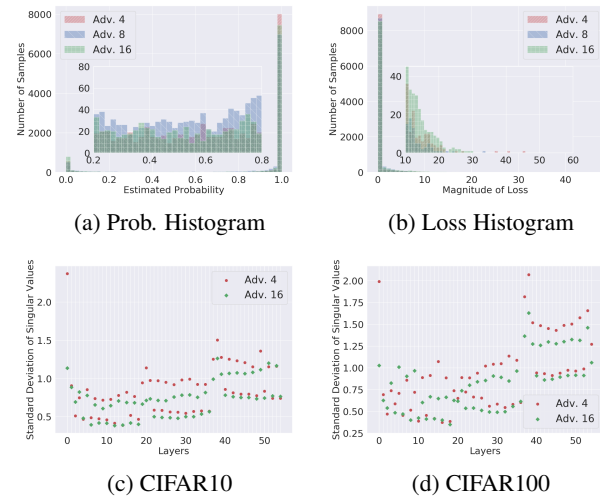 8000
6000
4000
2000
0
Number of Samples
Adv. 4
Adv. 8
Adv. 16
80
60
40
20
0
0.2 0.4 0.6 0.8
0.0 0.2 0.4 0.6 0.8 1.0
Estimated Probability
(a) Prob. Histogram
8000
6000
4000
2000
0
Number of Samples
Adv. 4
Adv. 8
Adv. 16
40
20
0
10 20 30 40 50 60
0 10 20 30 40
Magnitude of Loss
(b) Loss Histogram
Standard Deviation of Singular Values
2.0
1.5
1.0
0.5
Adv. 4
Adv. 16
0 10 20 30 40 50
Layers
(c) CIFAR10
Standard Deviation of Singular Values
2.00
1.75
1.50
1.25
1.00
0.75
0.50
0.25
Adv. 4
Adv. 16
0 10 20 30 40 50
Layers
(d) CIFAR100